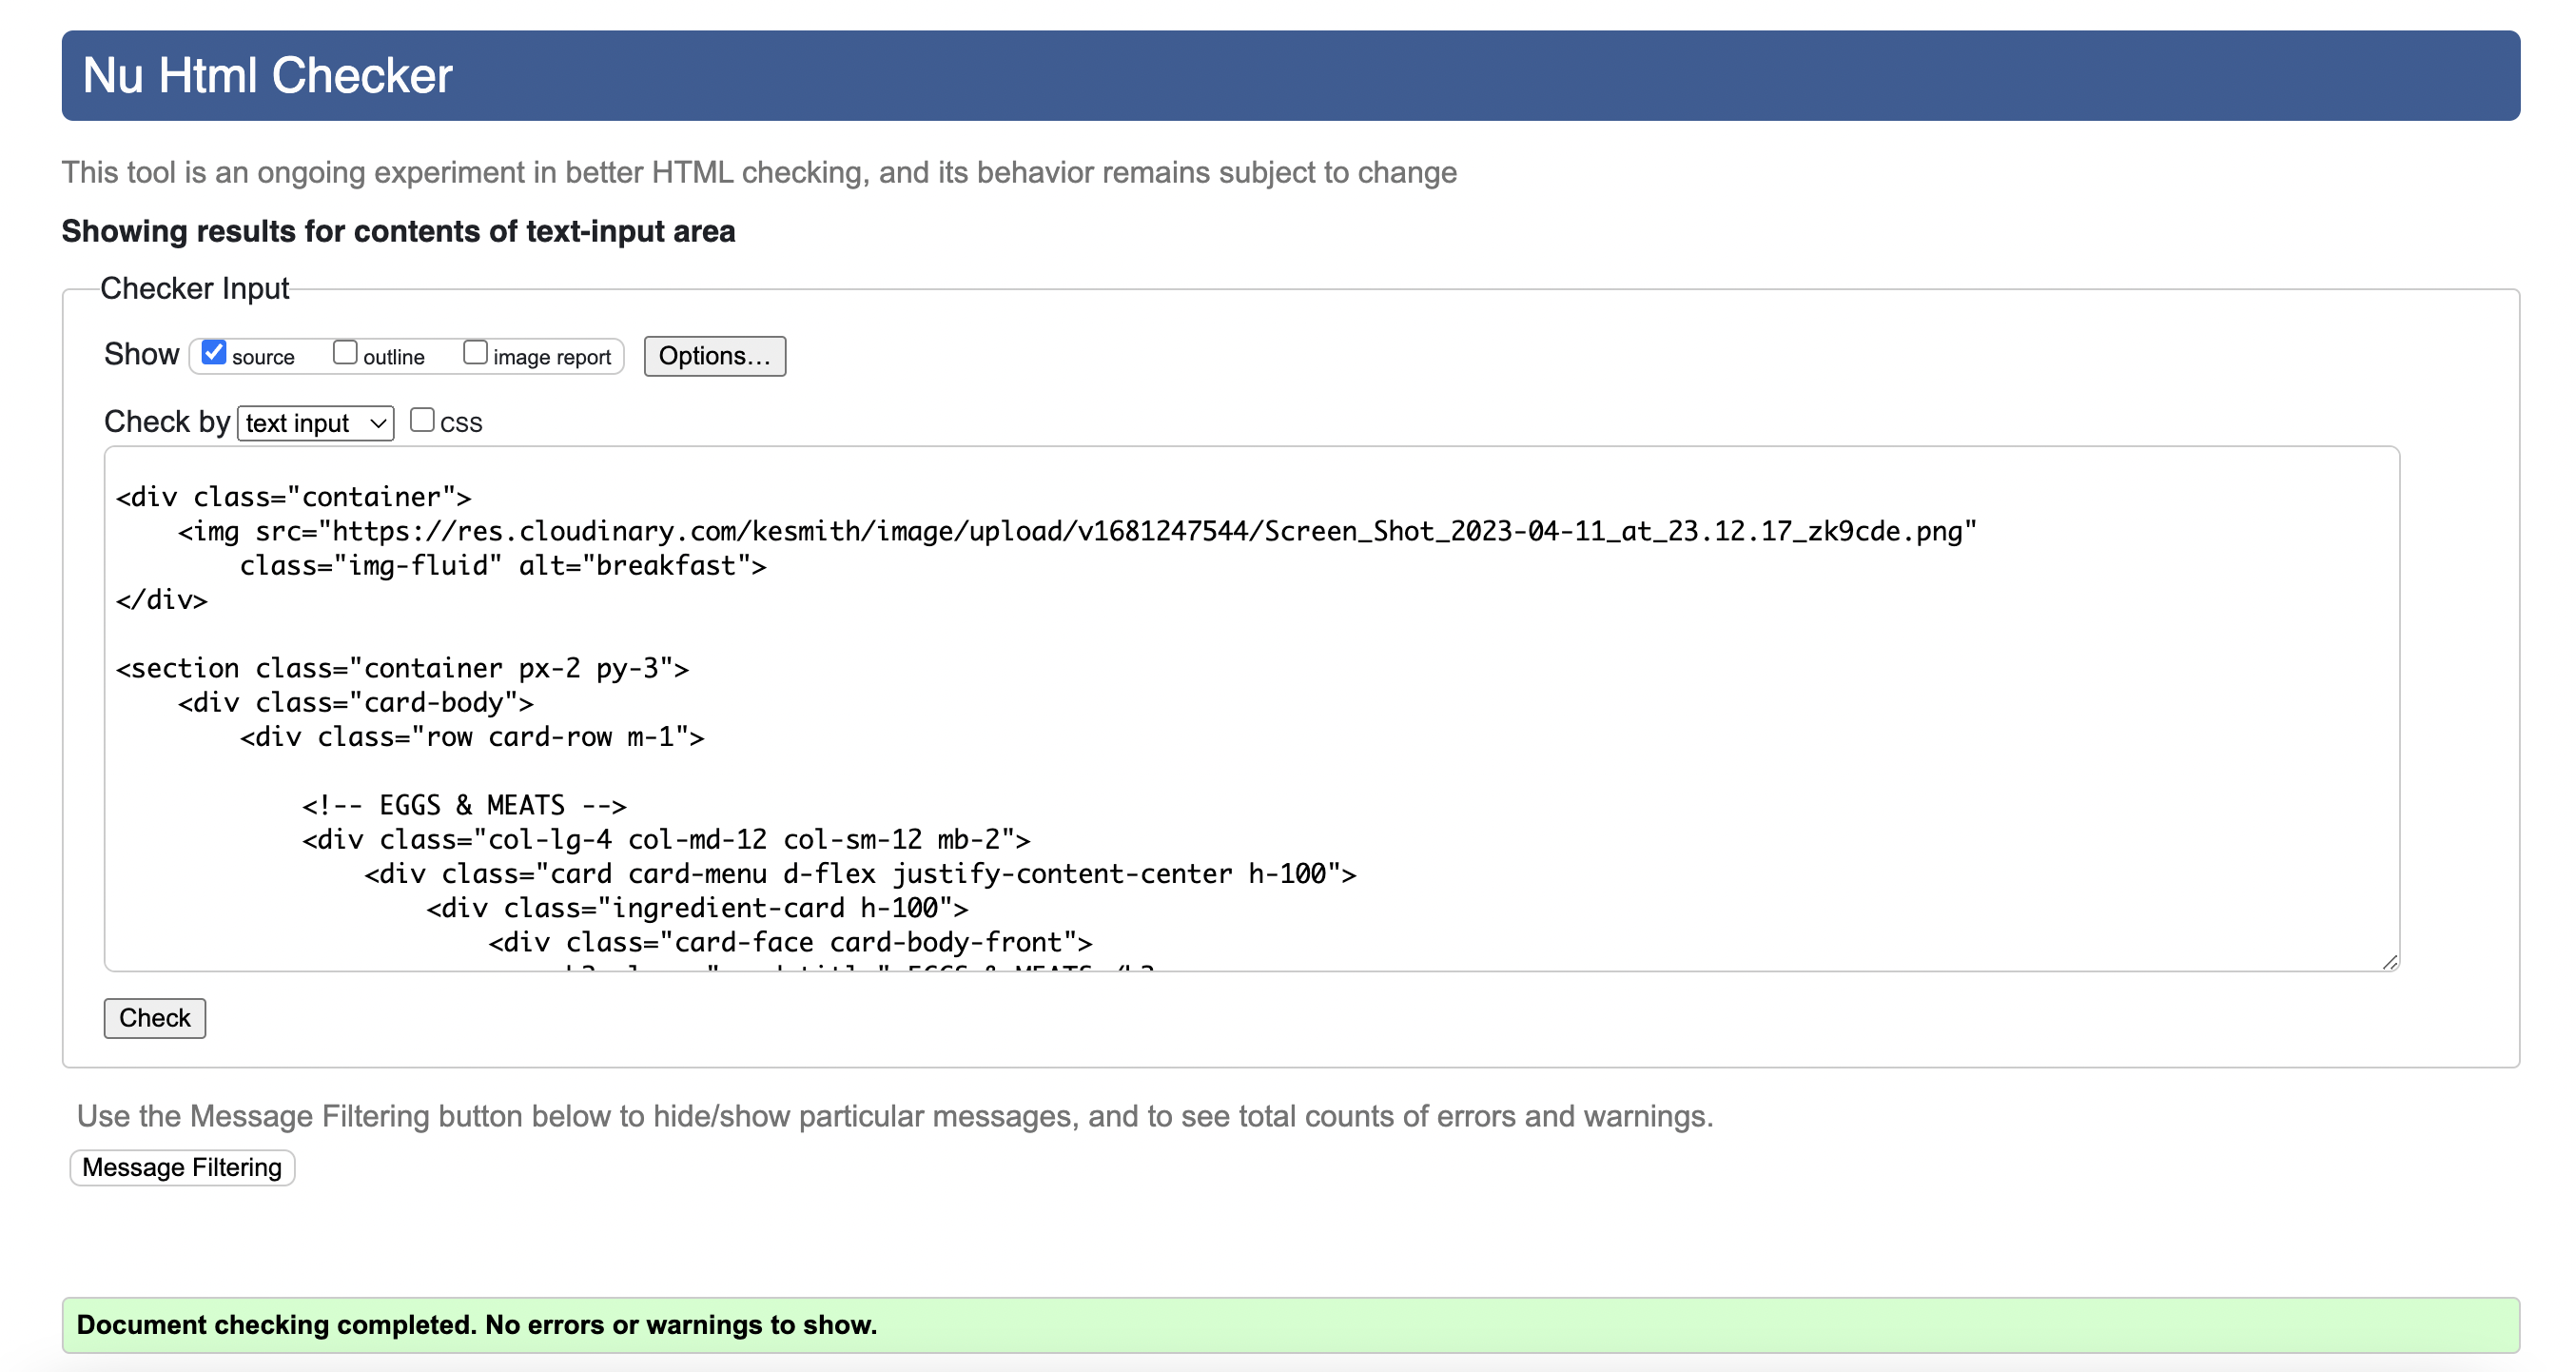 Nu Html Checker
This tool is an ongoing experiment in better HTML checking, and its behavior remains subject to change
Showing results for contents of text-input area
Checker Input
Show source outline image report Options...
Check by text input CSS
<div class="container">
    <img src="https://res.cloudinary.com/kesmith/image/upload/v1681247544/Screen_Shot_2023-04-11_at_23.12.17_zk9cde.png"
        class="img-fluid" alt="breakfast">
</div>
<section class="container px-2 py-3">
    <div class="card-body">
        <div class="row card-row m-1">
            <!-- EGGS & MEATS -->
            <div class="col-lg-4 col-md-12 col-sm-12 mb-2">
                <div class="card card-menu d-flex justify-content-center h-100">
                    <div class="ingredient-card h-100">
                        <div class="card-face card-body-front">
Check
Use the Message Filtering button below to hide/show particular messages, and to see total counts of errors and warnings.
Message Filtering
Document checking completed. No errors or warnings to show.